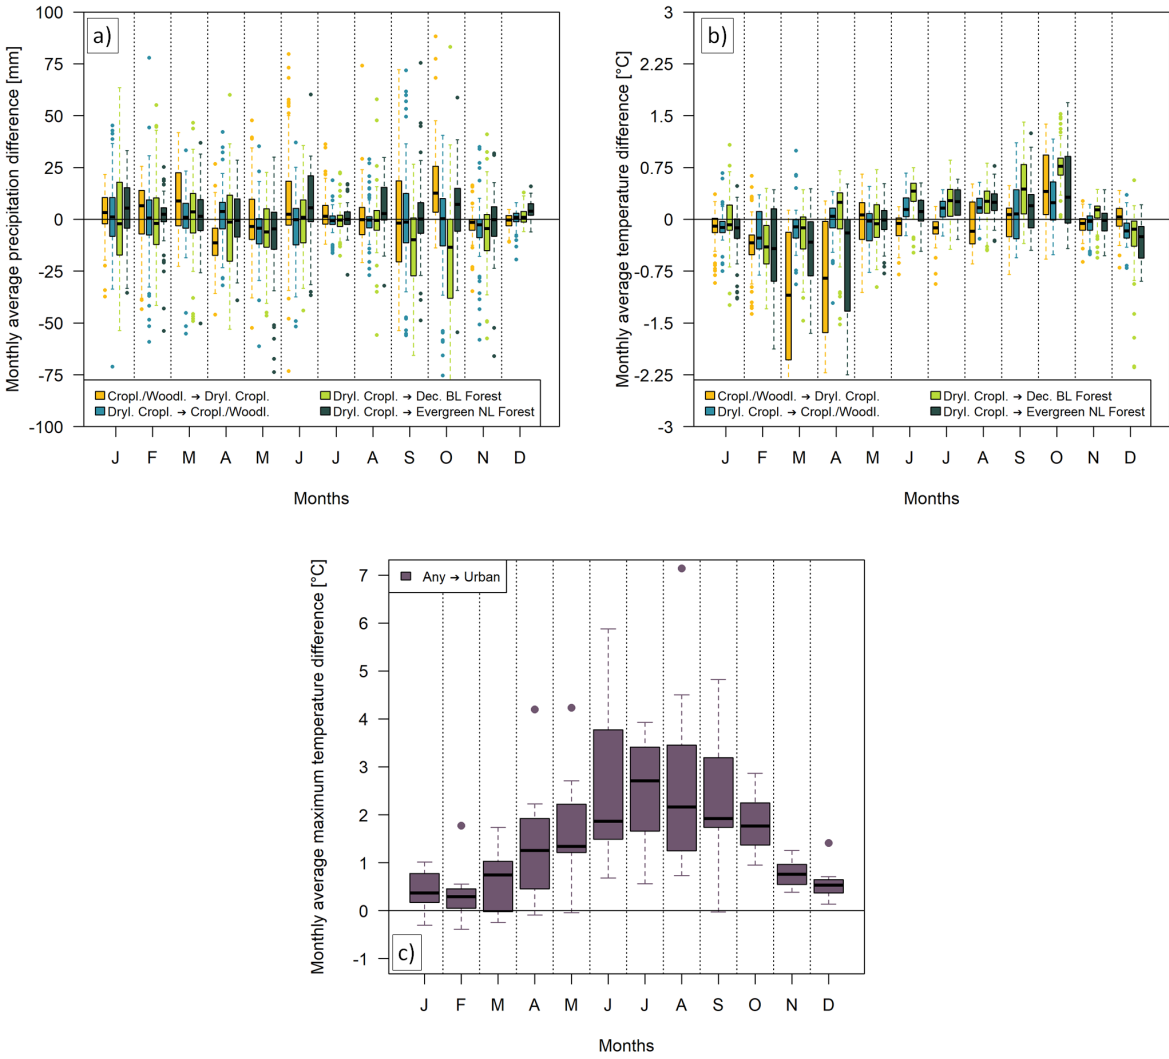 a)
Monthly average precipitation difference [mm]
100
75
50
25
0
-25
-50
-75
-100
Cropl./Woodl. → Dryl. Cropl.
Dryl. Cropl. → Cropl./Woodl.
Dryl. Cropl. → Dec. BL Forest
Dryl. Cropl. → Evergreen NL Forest
J F M A M J J A S O N D
Months
b)
Monthly average temperature difference [°C]
3
2.25
1.5
0.75
0
-0.75
-1.5
-2.25
-3
Cropl./Woodl. → Dryl. Cropl.
Dryl. Cropl. → Cropl./Woodl.
Dryl. Cropl. → Dec. BL Forest
Dryl. Cropl. → Evergreen NL Forest
J F M A M J J A S O N D
Months
Any → Urban
Monthly average maximum temperature difference [°C]
7
6
5
4
3
2
1
0
-1
c)
J F M A M J J A S O N D
Months